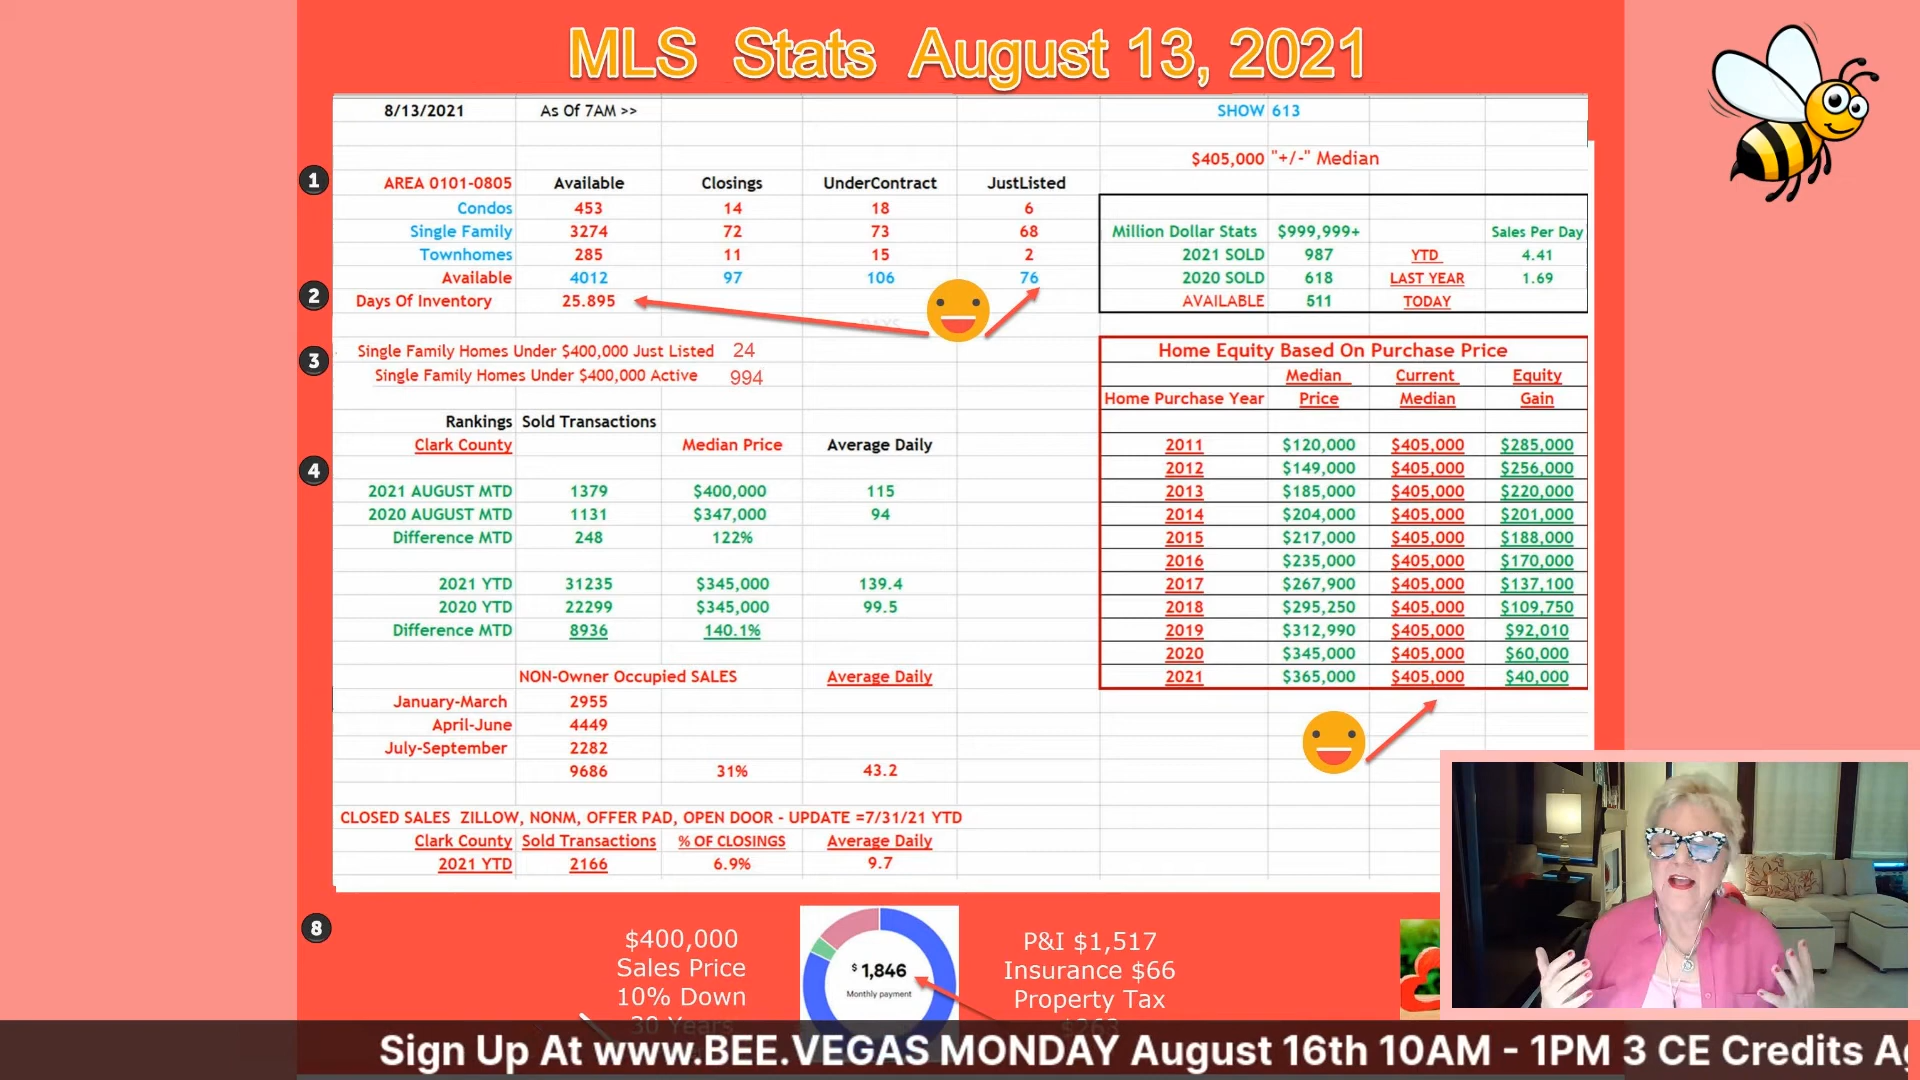 MLS Stats August 13, 2021
8/13/2021 As Of 7AM >> SHOW 613
$405,000 "+/-" Median
1 AREA 0101-0805 Available Closings UnderContract JustListed
Condos 453 14 18 6
Single Family 3274 72 73 68
Townhomes 285 11 15 2
Available 4012 97 106 76
2 Days Of Inventory 25.895
Million Dollar Stats $999,999+ Sales Per Day
2021 SOLD 987 YTD 4.41
2020 SOLD 618 LAST YEAR 1.69
AVAILABLE 511 TODAY
3 Single Family Homes Under $400,000 Just Listed 24
Single Family Homes Under $400,000 Active 994
Rankings Sold Transactions
Clark County Median Price Average Daily
4
2021 AUGUST MTD 1379 $400,000 115
2020 AUGUST MTD 1131 $347,000 94
Difference MTD 248 122%
2021 YTD 31235 $345,000 139.4
2020 YTD 22299 $345,000 99.5
Difference MTD 8936 140.1%
NON-Owner Occupied SALES Average Daily
January-March 2955
April-June 4449
July-September 2282
9686 31% 43.2
CLOSED SALES ZILLOW, NONM, OFFER PAD, OPEN DOOR - UPDATE =7/31/21 YTD
Clark County Sold Transactions % OF CLOSINGS Average Daily
2021 YTD 2166 6.9% 9.7
Home Equity Based On Purchase Price
Median Current Equity
Home Purchase Year Price Median Gain
2011 $120,000 $405,000 $285,000
2012 $149,000 $405,000 $256,000
2013 $185,000 $405,000 $220,000
2014 $204,000 $405,000 $201,000
2015 $217,000 $405,000 $188,000
2016 $235,000 $405,000 $170,000
2017 $267,900 $405,000 $137,100
2018 $295,250 $405,000 $109,750
2019 $312,990 $405,000 $92,010
2020 $345,000 $405,000 $60,000
2021 $365,000 $405,000 $40,000
8
$400,000
Sales Price
10% Down
30 Years
$1,846
Monthly payment
P&I $1,517
Insurance $66
Property Tax
$263
Sign Up At www.BEE.VEGAS MONDAY August 16th 10AM - 1PM 3 CE Credits